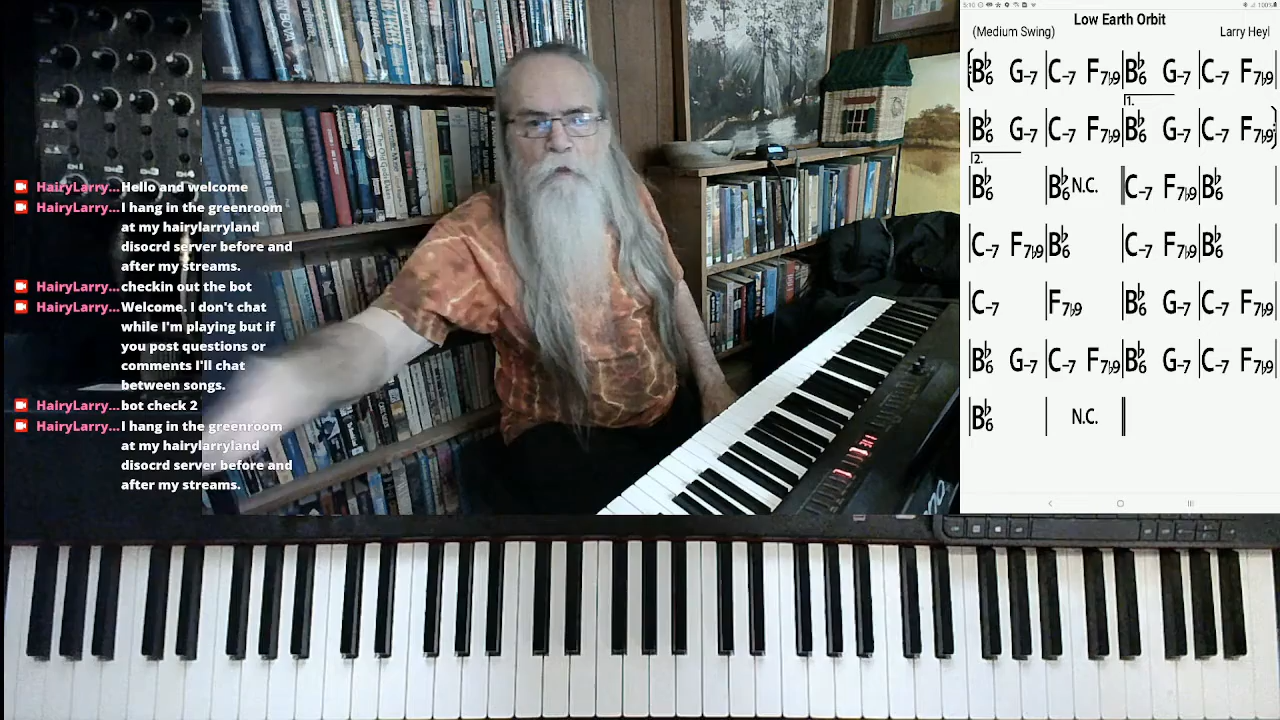 HairyLarry... Hello and welcome
HairyLarry... I hang in the greenroom
at my hairylarryland
disocrd server before and
after my streams.
HairyLarry... checkin out the bot
HairyLarry... Welcome. I don't chat
while I'm playing but if
you post questions or
comments I'll chat
between songs.
HairyLarry... bot check 2
HairyLarry... I hang in the greenroom
at my hairylarryland
disocrd server before and
after my streams.
5:10 100%
Low Earth Orbit
(Medium Swing) Larry Heyl
B♭6 G-7 C-7 F7♭9 B♭6 G-7 C-7 F7♭9
1.
B♭6 G-7 C-7 F7♭9 B♭6 G-7 C-7 F7♭9
2.
B♭6 B♭6 N.C. C-7 F7♭9 B♭6
C-7 F7♭9 B♭6 C-7 F7♭9 B♭6
C-7 F7♭9 B♭6 G-7 C-7 F7♭9
B♭6 G-7 C-7 F7♭9 B♭6 G-7 C-7 F7♭9
B♭6 N.C.